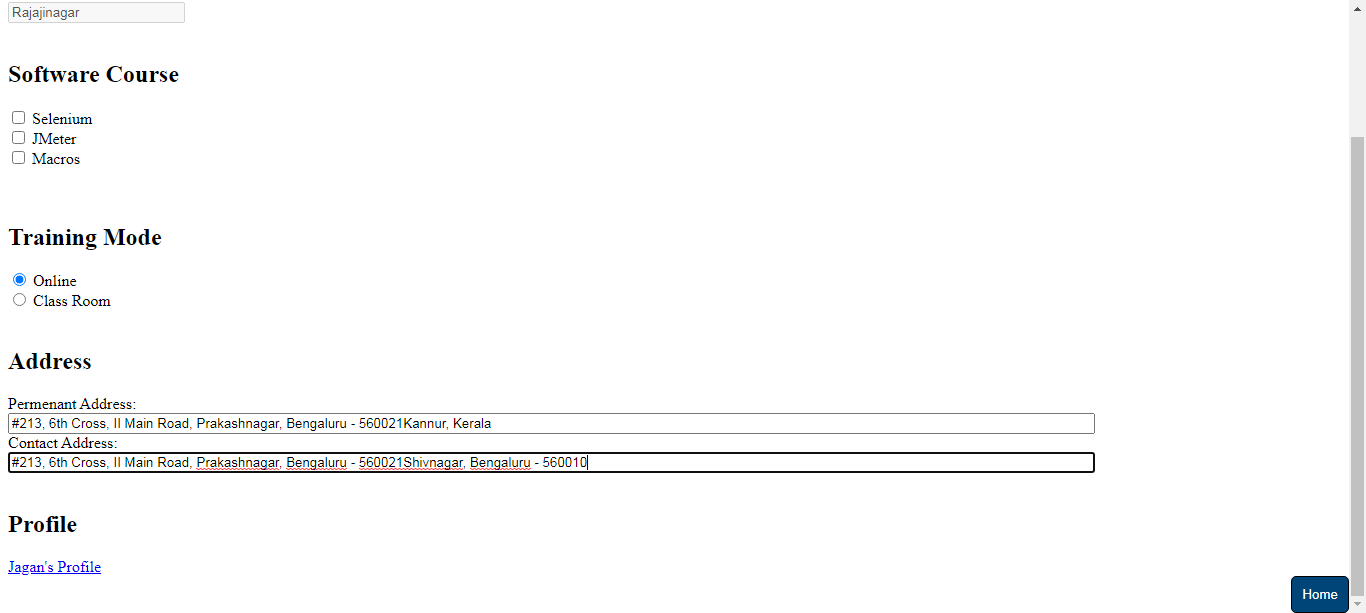 Rajajinagar
Software Course
Selenium
JMeter
Macros
Training Mode
Online
Class Room
Address
Permenant Address:
#213, 6th Cross, II Main Road, Prakashnagar, Bengaluru - 560021Kannur, Kerala
Contact Address:
#213, 6th Cross, II Main Road, Prakashnagar, Bengaluru - 560021Shivnagar, Bengaluru - 560010
Profile
Jagan's Profile
Home